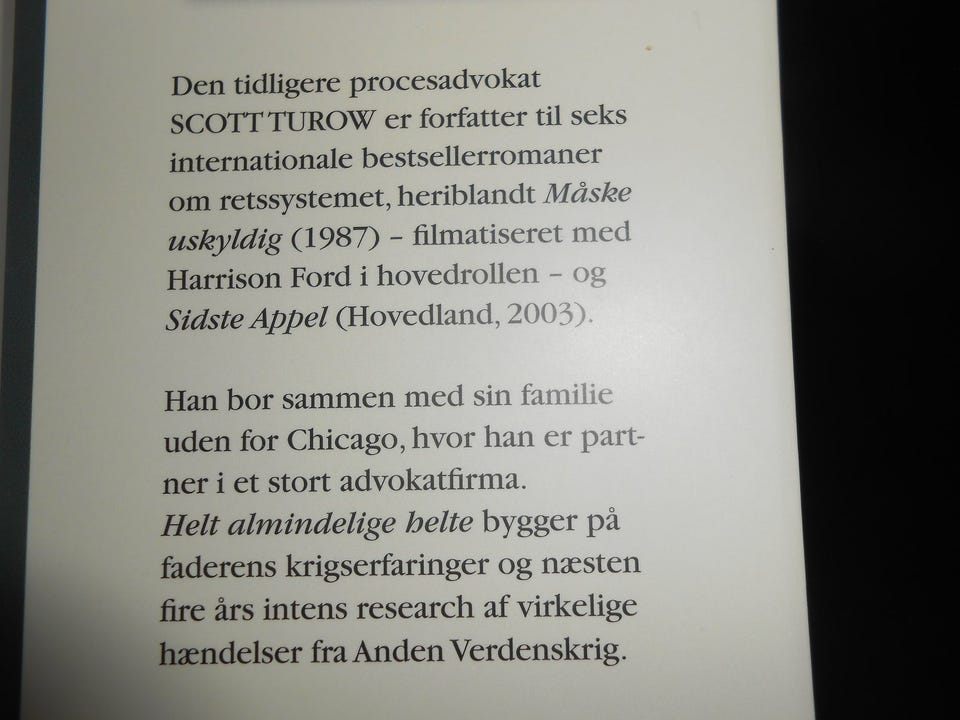 Den tidligere procesadvokat
SCOTT TUROW er forfatter til seks
internationale bestsellerromaner
om retssystemet, heriblandt Måske
uskyldig (1987) – filmatiseret med
Harrison Ford i hovedrollen – og
Sidste Appel (Hovedland, 2003).
Han bor sammen med sin familie
uden for Chicago, hvor han er part-
ner i et stort advokatfirma.
Helt almindelige helte bygger på
faderens krigserfaringer og næsten
fire års intens research af virkelige
hændelser fra Anden Verdenskrig.